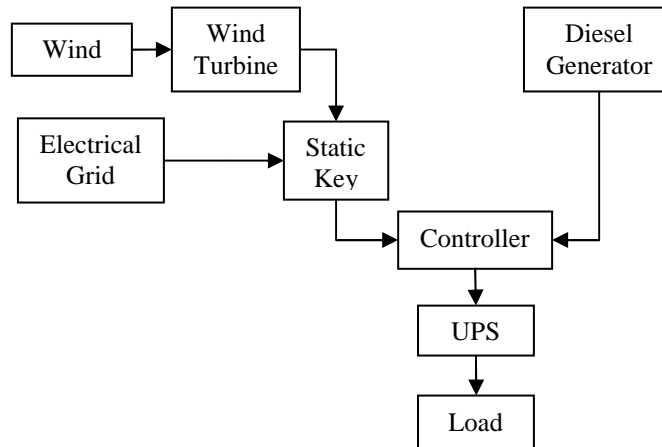 Wind
Wind
Turbine
Diesel
Generator
Electrical
Grid
Static
Key
Controller
UPS
Load